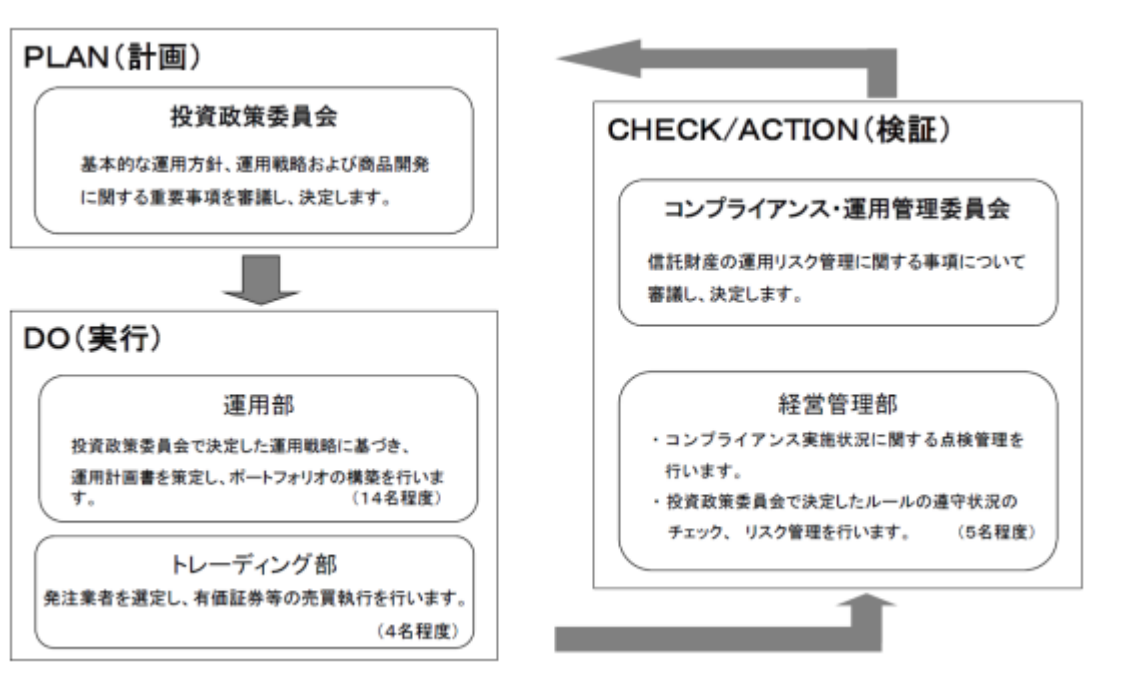 PLAN(計画)
投資政策委員会
基本的な運用方針、運用戦略および商品開発
に関する重要事項を審議し、決定します。
DO(実行)
運用部
投資政策委員会で決定した運用戦略に基づき、
運用計画書を策定し、ポートフォリオの構築を行いま
す。 (14名程度)
トレーディング部
発注業者を選定し、有価証券等の売買執行を行います。
(4名程度)
CHECK/ACTION(検証)
コンプライアンス・運用管理委員会
信託財産の運用リスク管理に関する事項について
審議し、決定します。
経営管理部
・コンプライアンス実施状況に関する点検管理を
行います。
・投資政策委員会で決定したルールの遵守状況の
チェック、 リスク管理を行います。 (5名程度)